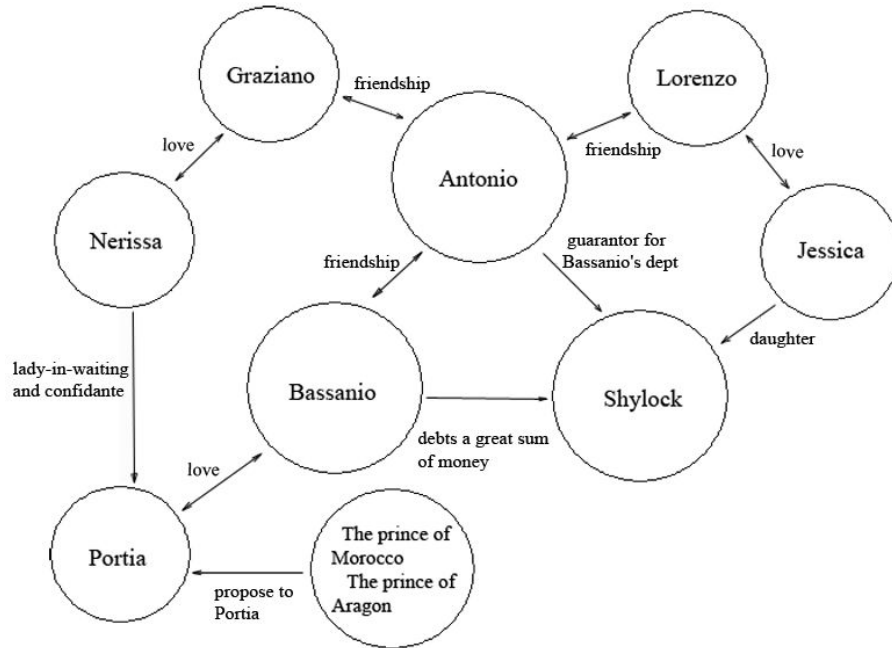 Graziano
Lorenzo
friendship
love
Antonio
friendship
love
Nerissa
guarantor for
Bassanio's dept
Jessica
friendship
lady-in-waiting
and confidante
daughter
Bassanio
Shylock
debts a great sum
of money
love
Portia
The prince of
Morocco
The prince of
Aragon
propose to
Portia